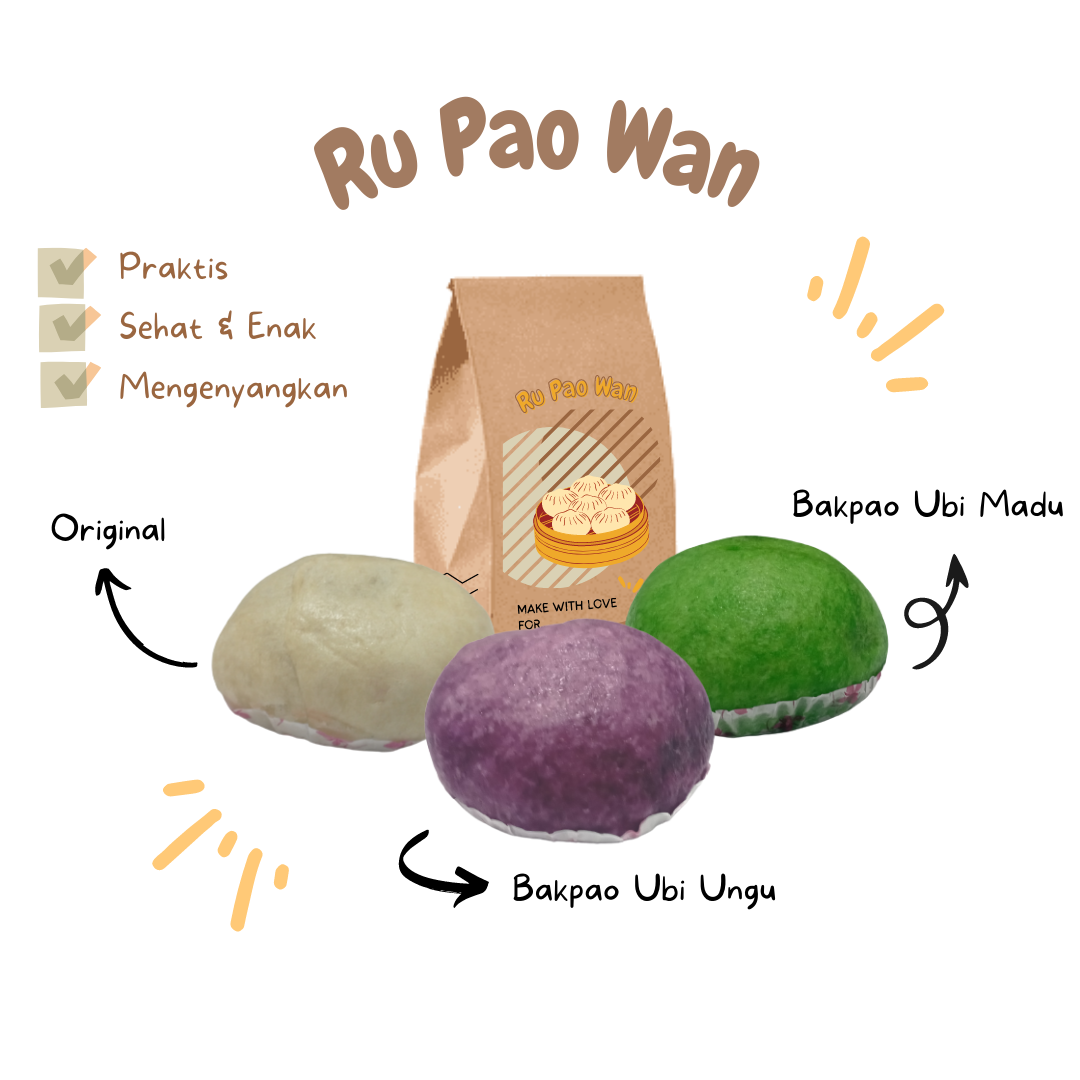 Ru Pao Wan
Praktis
Sehat & Enak
Mengenyangkan
Ru Pao Wan
Original
Bakpao Ubi Madu
MAKE WITH LOVE
FOR
Bakpao Ubi Ungu